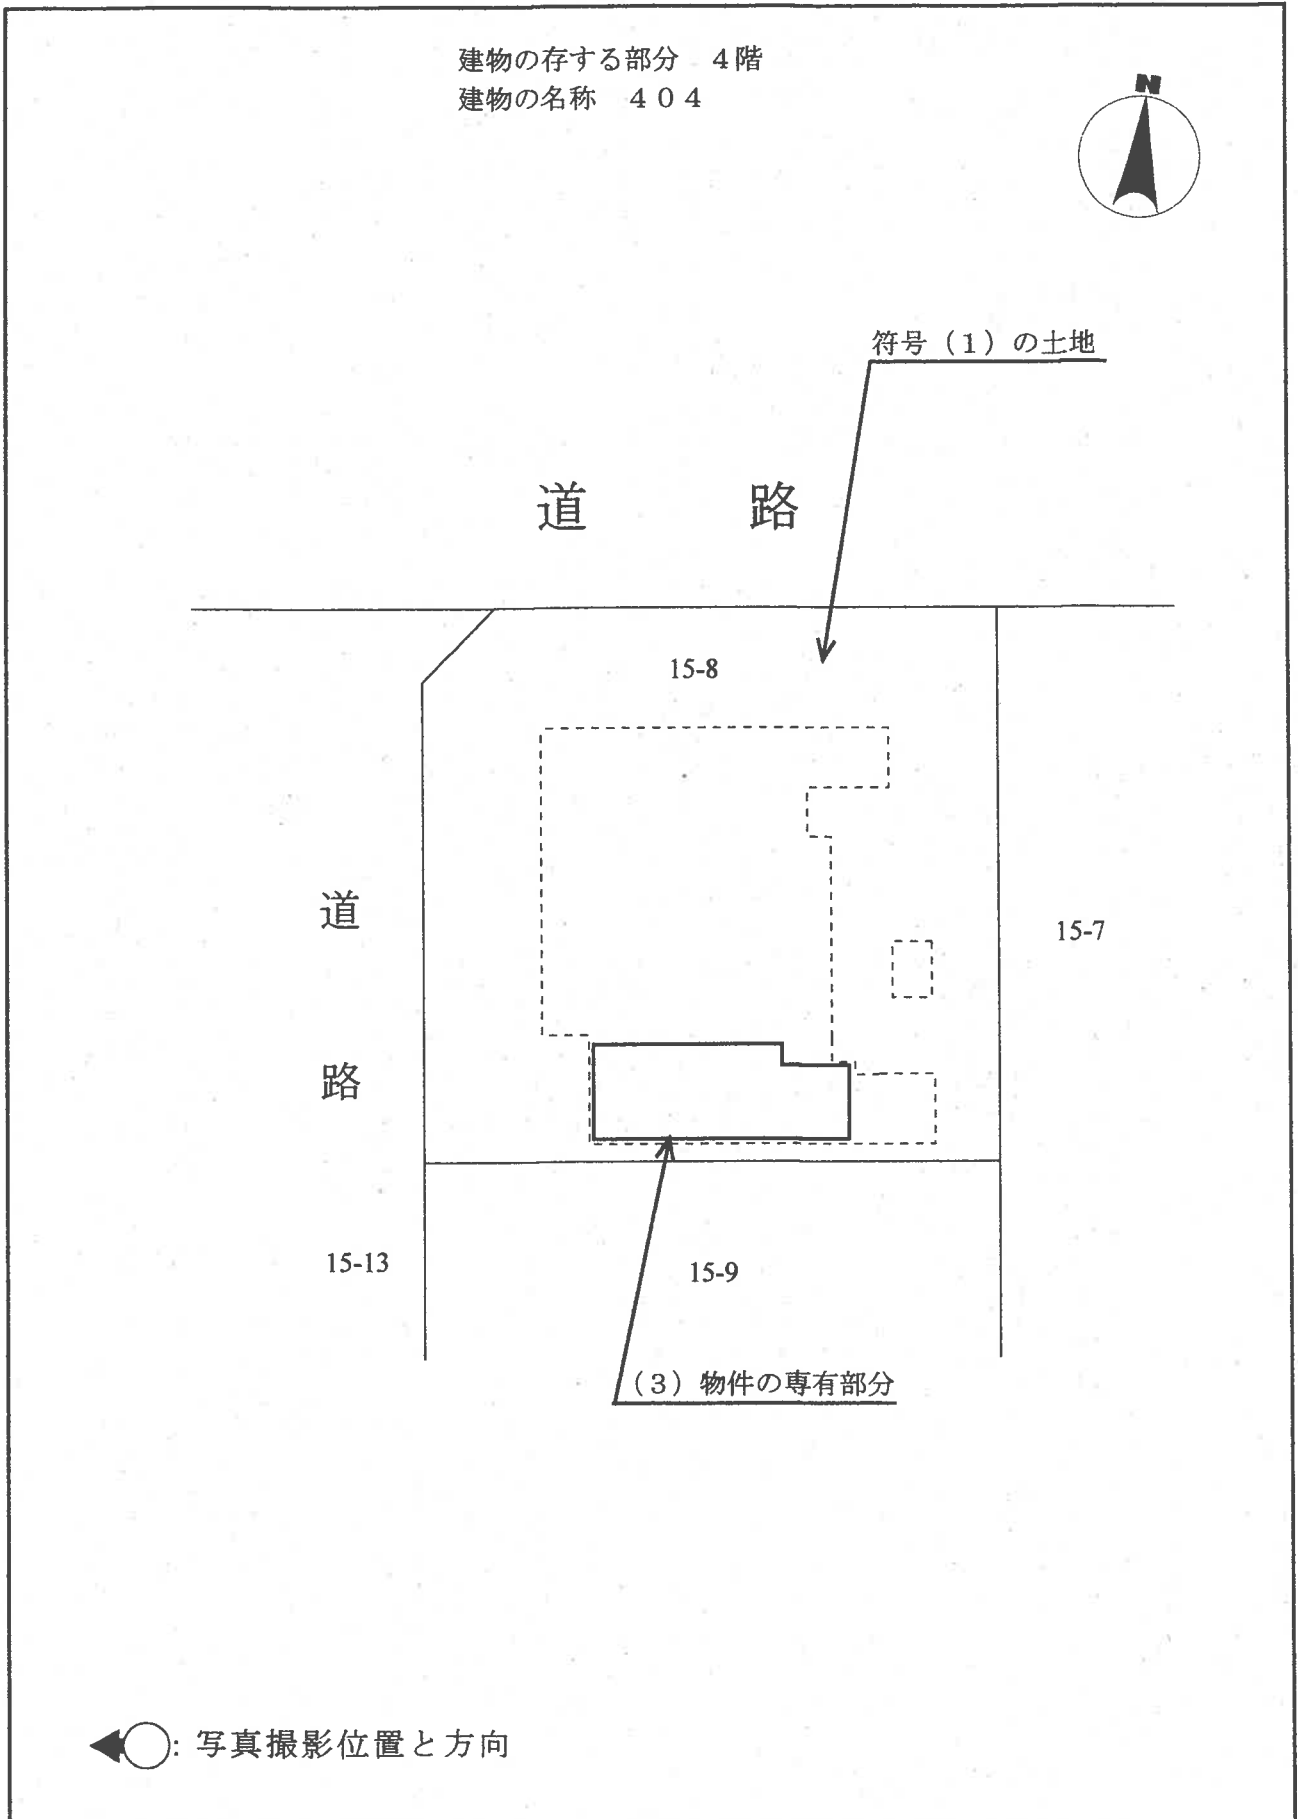 建物の存する部分　４階
建物の名称　４０４
N
符号（１）の土地
道　路
15-8
道
路
15-7
15-13
15-9
（３）物件の専有部分
：写真撮影位置と方向